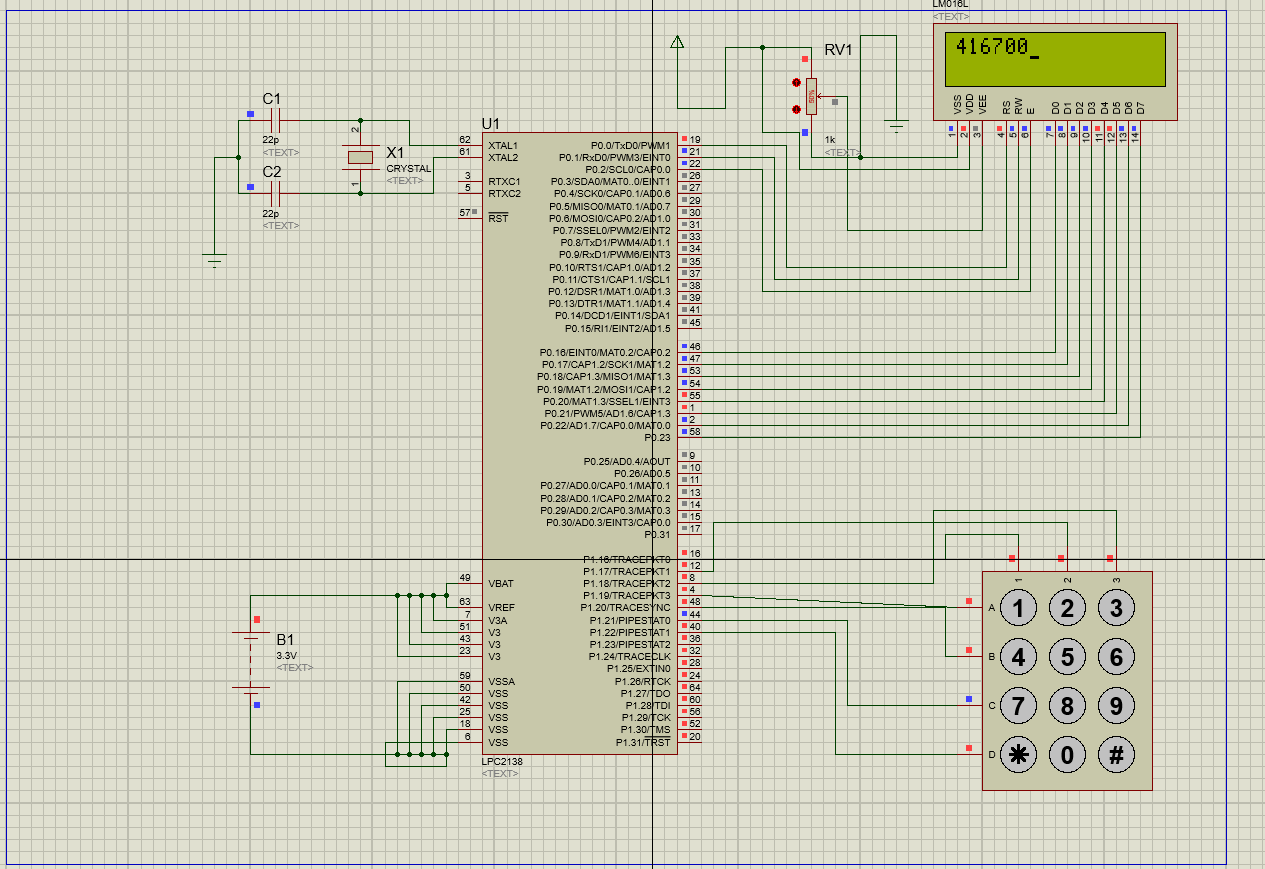 LM016L
<TEXT>
416700_
VSS VDD VEE RS RW E D0 D1 D2 D3 D4 D5 D6 D7
1 2 3 4 5 6 7 8 9 10 11 12 13 14
RV1
50%
1k
<TEXT>
C1
22p
<TEXT>
C2
22p
<TEXT>
2
X1
CRYSTAL
<TEXT>
1
U1
62 XTAL1
61 XTAL2
3 RTXC1
5 RTXC2
57 RST
49 VBAT
63 VREF
7 V3A
51 V3
43 V3
23 V3
59 VSSA
50 VSS
42 VSS
25 VSS
18 VSS
6 VSS
P0.0/TxD0/PWM1 19
P0.1/RxD0/PWM3/EINT0 21
P0.2/SCL0/CAP0.0 22
P0.3/SDA0/MAT0..0/EINT1 26
P0.4/SCK0/CAP0.1/AD0.6 27
P0.5/MISO0/MAT0.1/AD0.7 29
P0.6/MOSI0/CAP0.2/AD1.0 30
P0.7/SSEL0/PWM2/EINT2 31
P0.8/TxD1/PWM4/AD1.1 33
P0.9/RxD1/PWM6/EINT3 34
P0.10/RTS1/CAP1.0/AD1.2 35
P0.11/CTS1/CAP1.1/SCL1 37
P0.12/DSR1/MAT1.0/AD1.3 38
P0.13/DTR1/MAT1.1/AD1.4 39
P0.14/DCD1/EINT1/SDA1 41
P0.15/RI1/EINT2/AD1.5 45
P0.16/EINT0/MAT0.2/CAP0.2 46
P0.17/CAP1.2/SCK1/MAT1.2 47
P0.18/CAP1.3/MISO1/MAT1.3 53
P0.19/MAT1.2/MOSI1/CAP1.2 54
P0.20/MAT1.3/SSEL1/EINT3 55
P0.21/PWM5/AD1.6/CAP1.3 1
P0.22/AD1.7/CAP0.0/MAT0.0 2
P0.23 58
P0.25/AD0.4/AOUT 9
P0.26/AD0.5 10
P0.27/AD0.0/CAP0.1/MAT0.1 11
P0.28/AD0.1/CAP0.2/MAT0.2 13
P0.29/AD0.2/CAP0.3/MAT0.3 14
P0.30/AD0.3/EINT3/CAP0.0 15
P0.31 17
P1.16/TRACEPKT0 16
P1.17/TRACEPKT1 12
P1.18/TRACEPKT2 8
P1.19/TRACEPKT3 4
P1.20/TRACESYNC 48
P1.21/PIPESTAT0 44
P1.22/PIPESTAT1 40
P1.23/PIPESTAT2 36
P1.24/TRACECLK 32
P1.25/EXTIN0 28
P1.26/RTCK 24
P1.27/TDO 64
P1.28/TDI 60
P1.29/TCK 56
P1.30/TMS 52
P1.31/TRST 20
LPC2138
<TEXT>
B1
3.3V
<TEXT>
1 2 3
A 1 2 3
B 4 5 6
C 7 8 9
D * 0 #